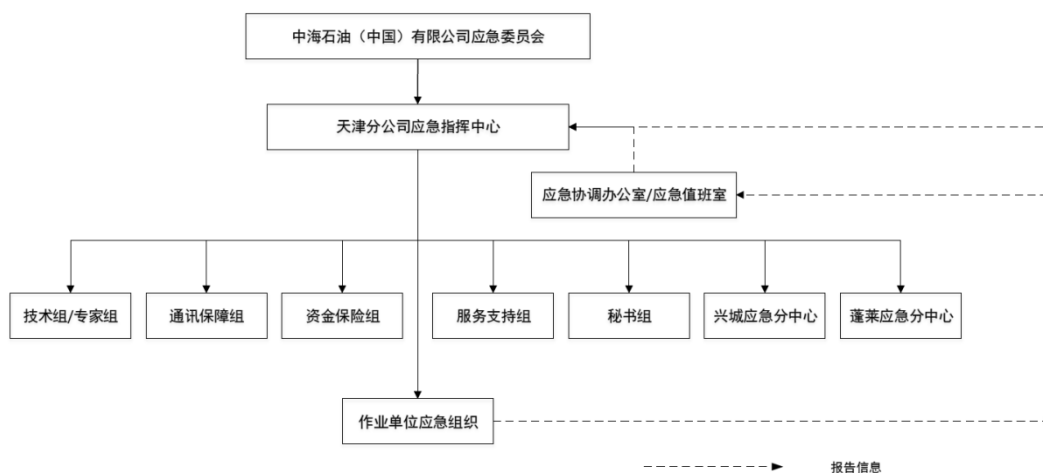 中海石油（中国）有限公司应急委员会
天津分公司应急指挥中心
应急协调办公室/应急值班室
技术组/专家组
通讯保障组
资金保险组
服务支持组
秘书组
兴城应急分中心
蓬莱应急分中心
作业单位应急组织
报告信息